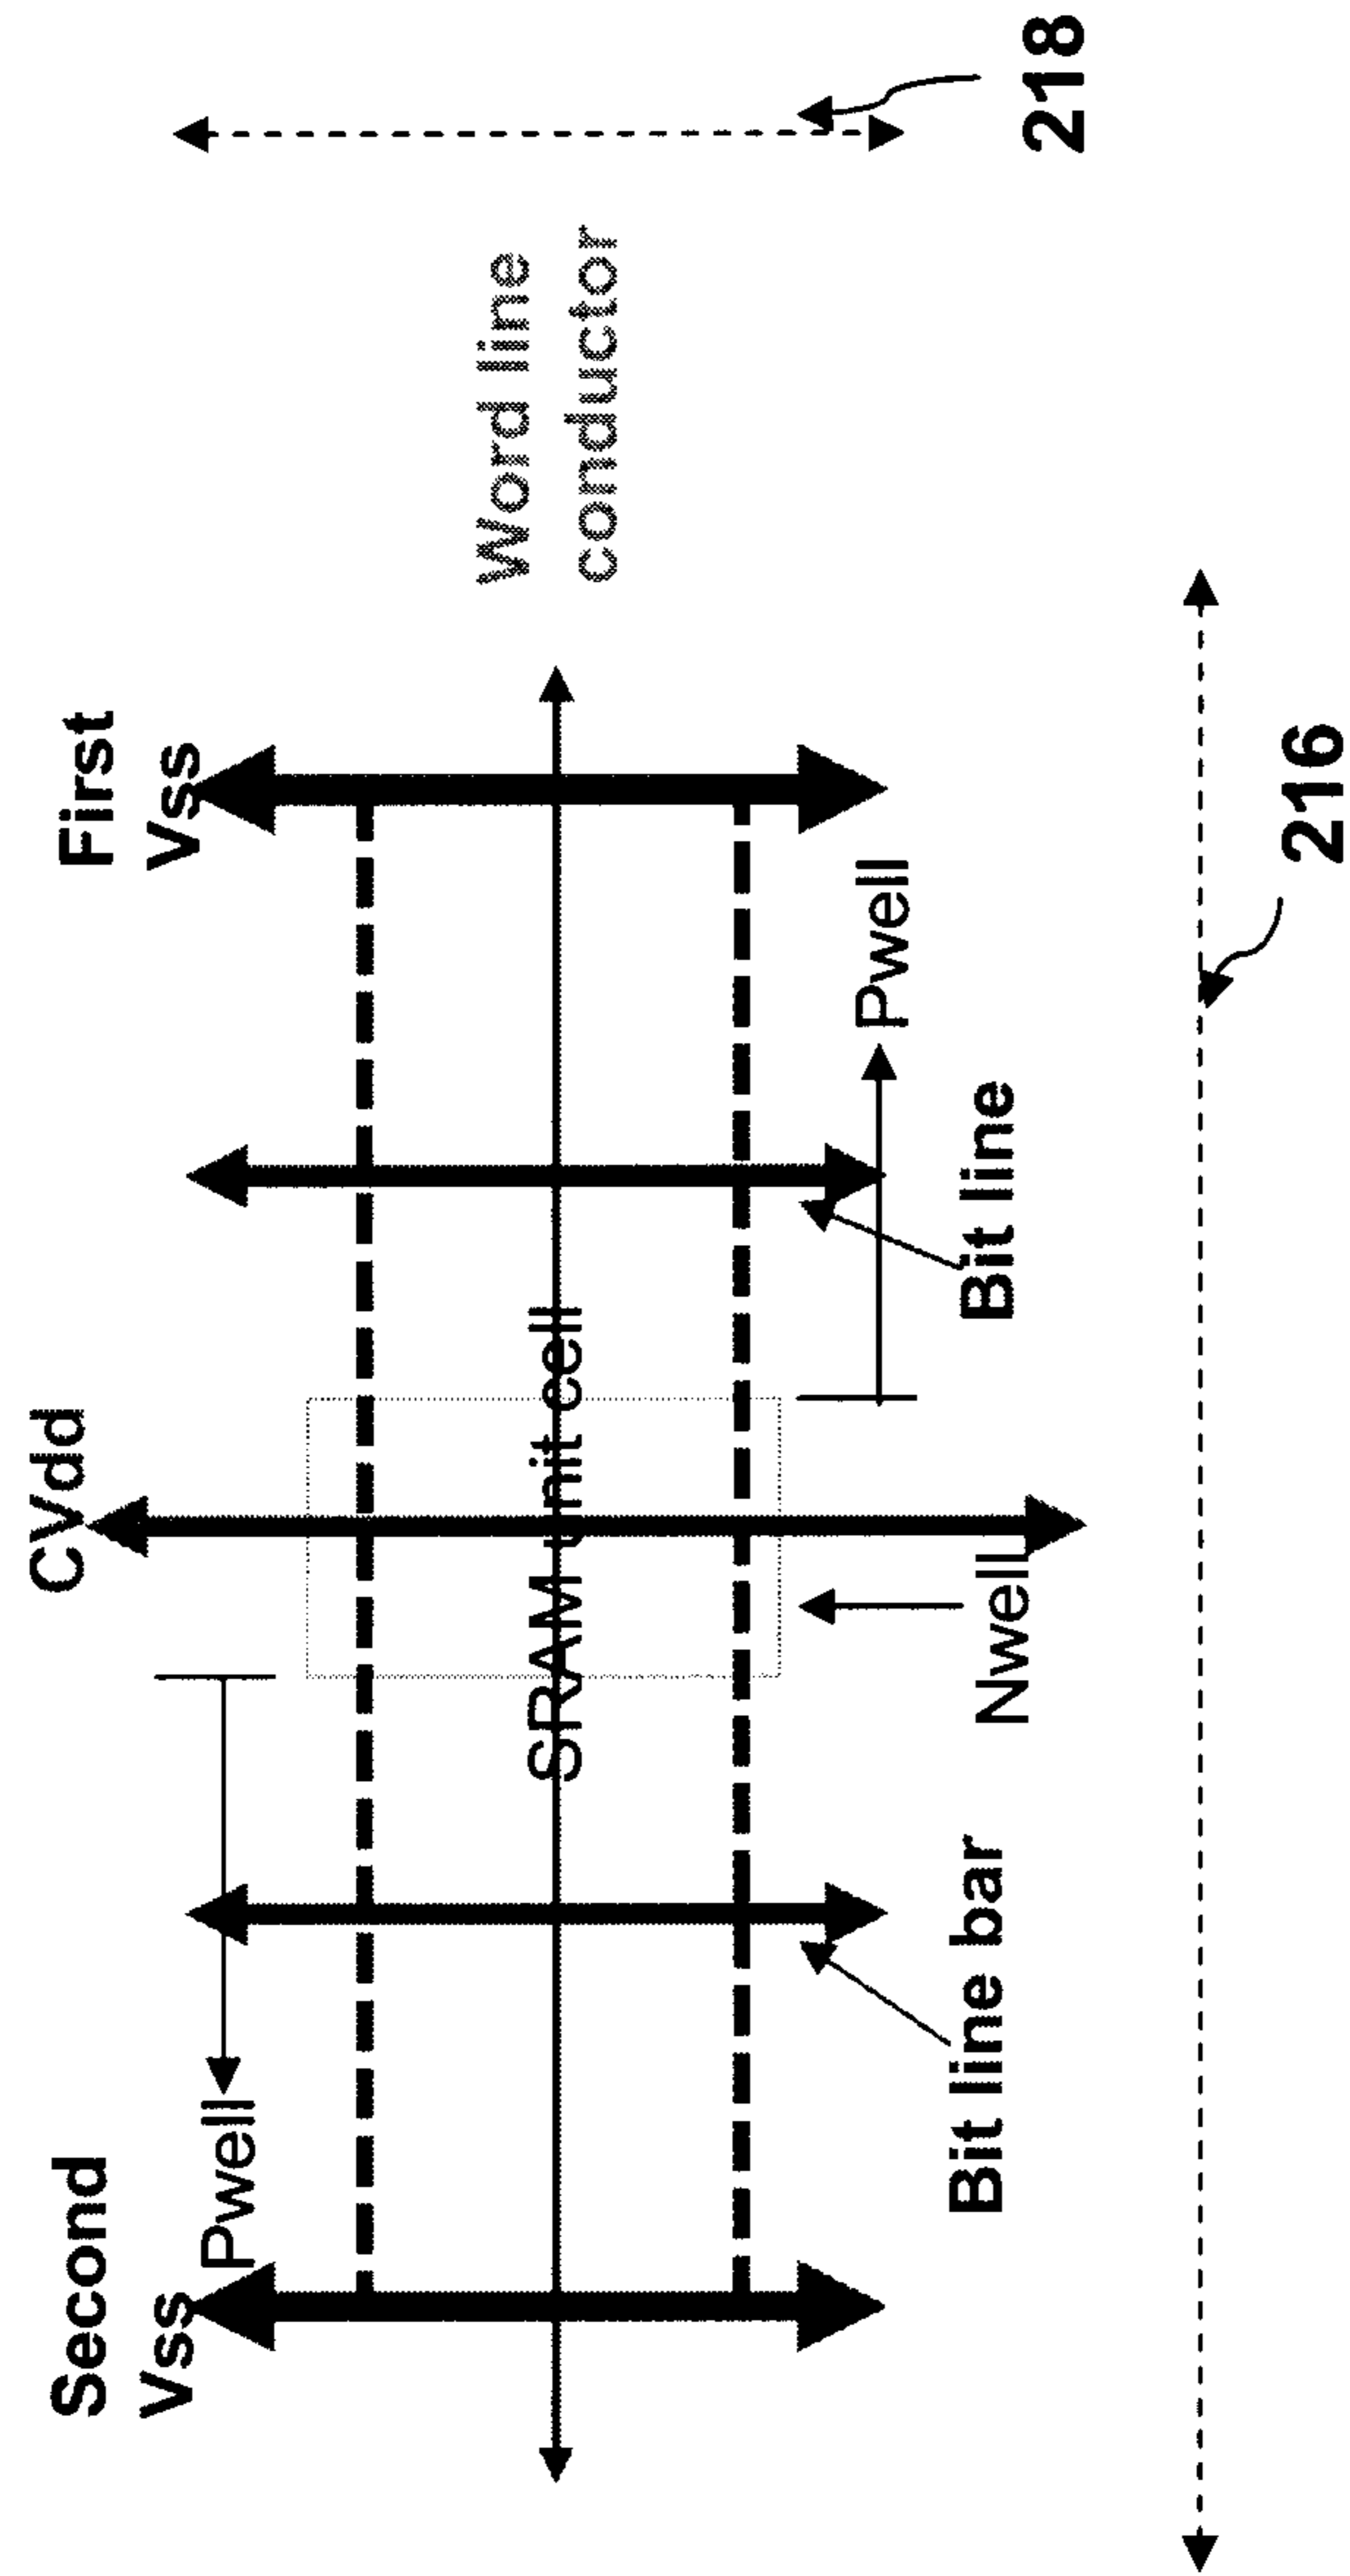 Second
Vss
CVdd
First
Vss
Pwell
Word liine
conductor
SRAM unit cell
Pwell
Bit line bar
Nwell
Bit line
218
216